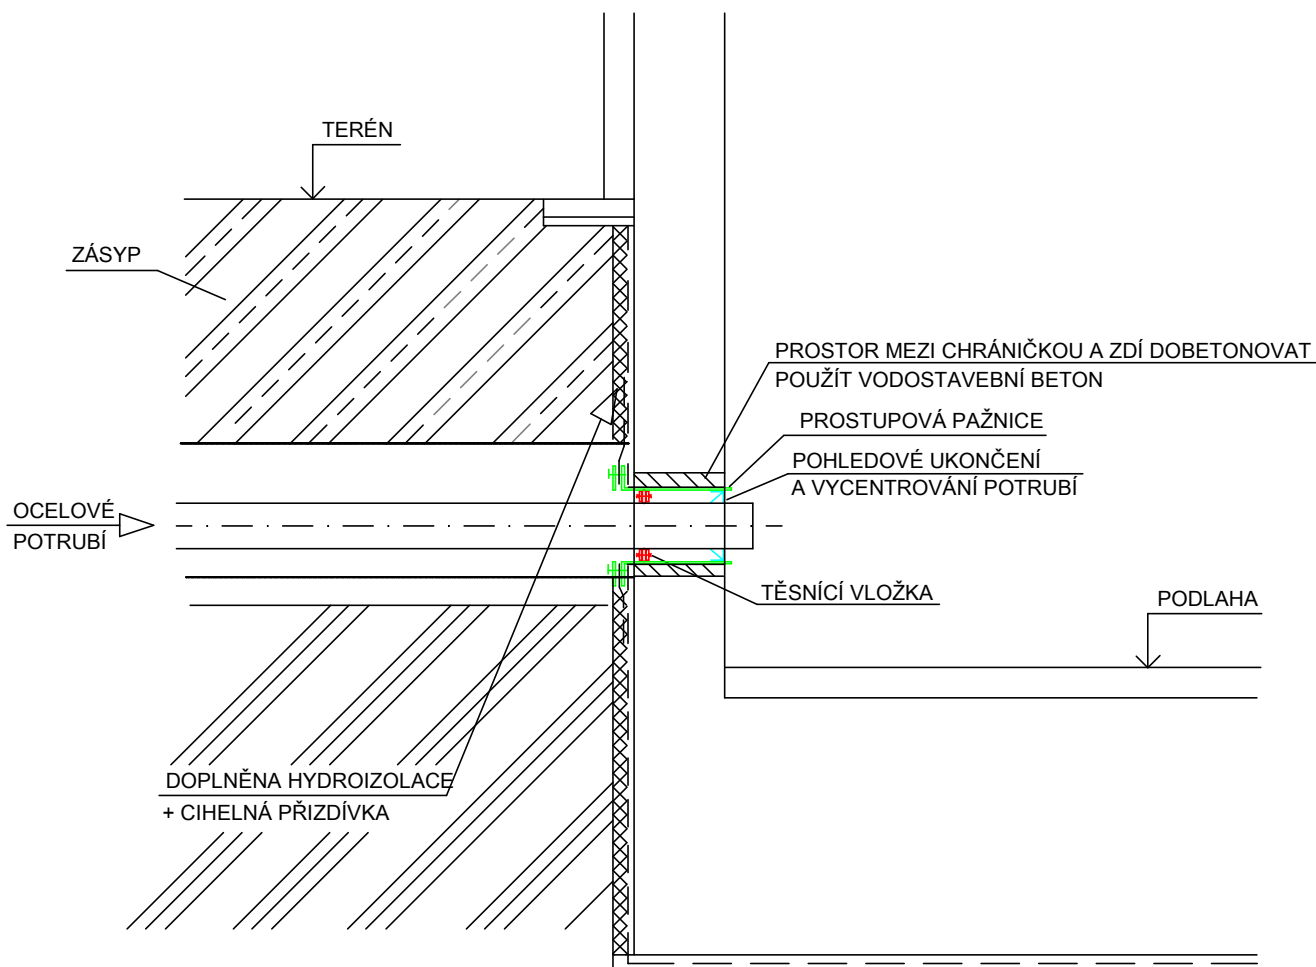 TERÉN
ZÁSYP
PROSTOR MEZI CHRÁNIČKOU A ZDÍ DOBETONOVAT
POUŽÍT VODOSTAVEBNÍ BETON
PROSTUPOVÁ PAŽNICE
POHLEDOVÉ UKONČENÍ
A VYCENTROVÁNÍ POTRUBÍ
OCELOVÉ
POTRUBÍ
TĚSNÍCÍ VLOŽKA
PODLAHA
DOPLNĚNA HYDROIZOLACE
+ CIHELNÁ PŘIZDÍVKA